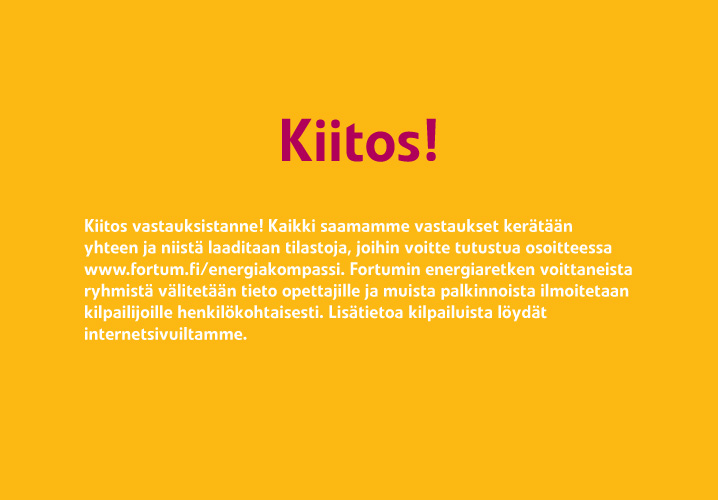 Kiitos!
Kiitos vastauksistanne! Kaikki saamamme vastaukset kerätään
yhteen ja niistä laaditaan tilastoja, joihin voitte tutustua osoitteessa
www.fortum.fi/energiakompassi. Fortumin energiaretken voittaneista
ryhmistä välitetään tieto opettajille ja muista palkinnoista ilmoitetaan
kilpailijoille henkilökohtaisesti. Lisätietoa kilpailuista löydät
internetsivuiltamme.